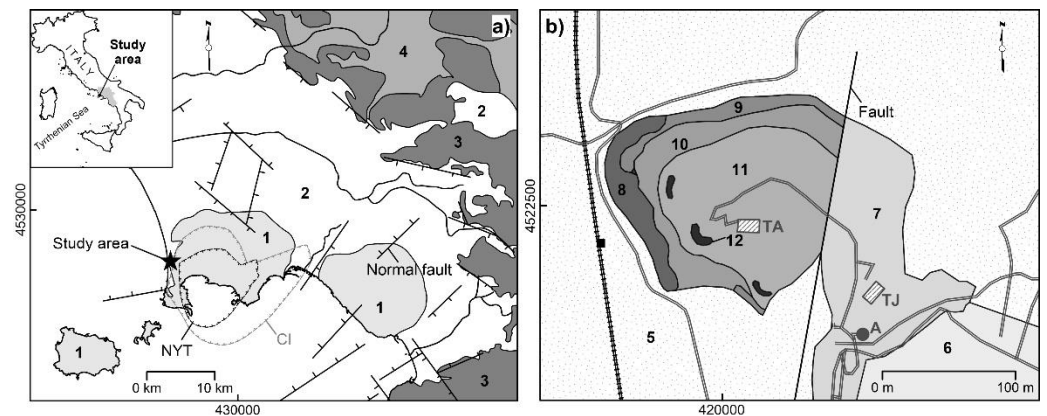 a)
ITALY
Study
area
Tyrrhenian Sea
4
2
3
2
4530000
Study area
1
Normal fault
1
NYT
CI
1
3
0 km
10 km
430000
b)
9
Fault
10
11
8
4522500
7
TA
12
TJ
A
5
6
0 m
100 m
420000